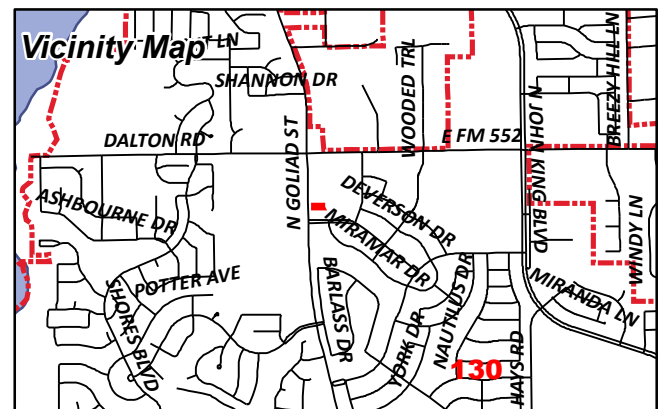 Vicinity Map
T LN
SHANNON DR
WOODED TRL
N JOHN KING BLVD
BREEZY HILL LN
DALTON RD
N GOLIAD ST
E FM 552
ASHBOURNE DR
DEVERSON DR
MIRAMAR DR
WINDY LN
POTTER AVE
SHORES BLVD
BARLASS DR
YORK DR
NAUTILUS DR
MIRANDA LN
HAYS RD
130